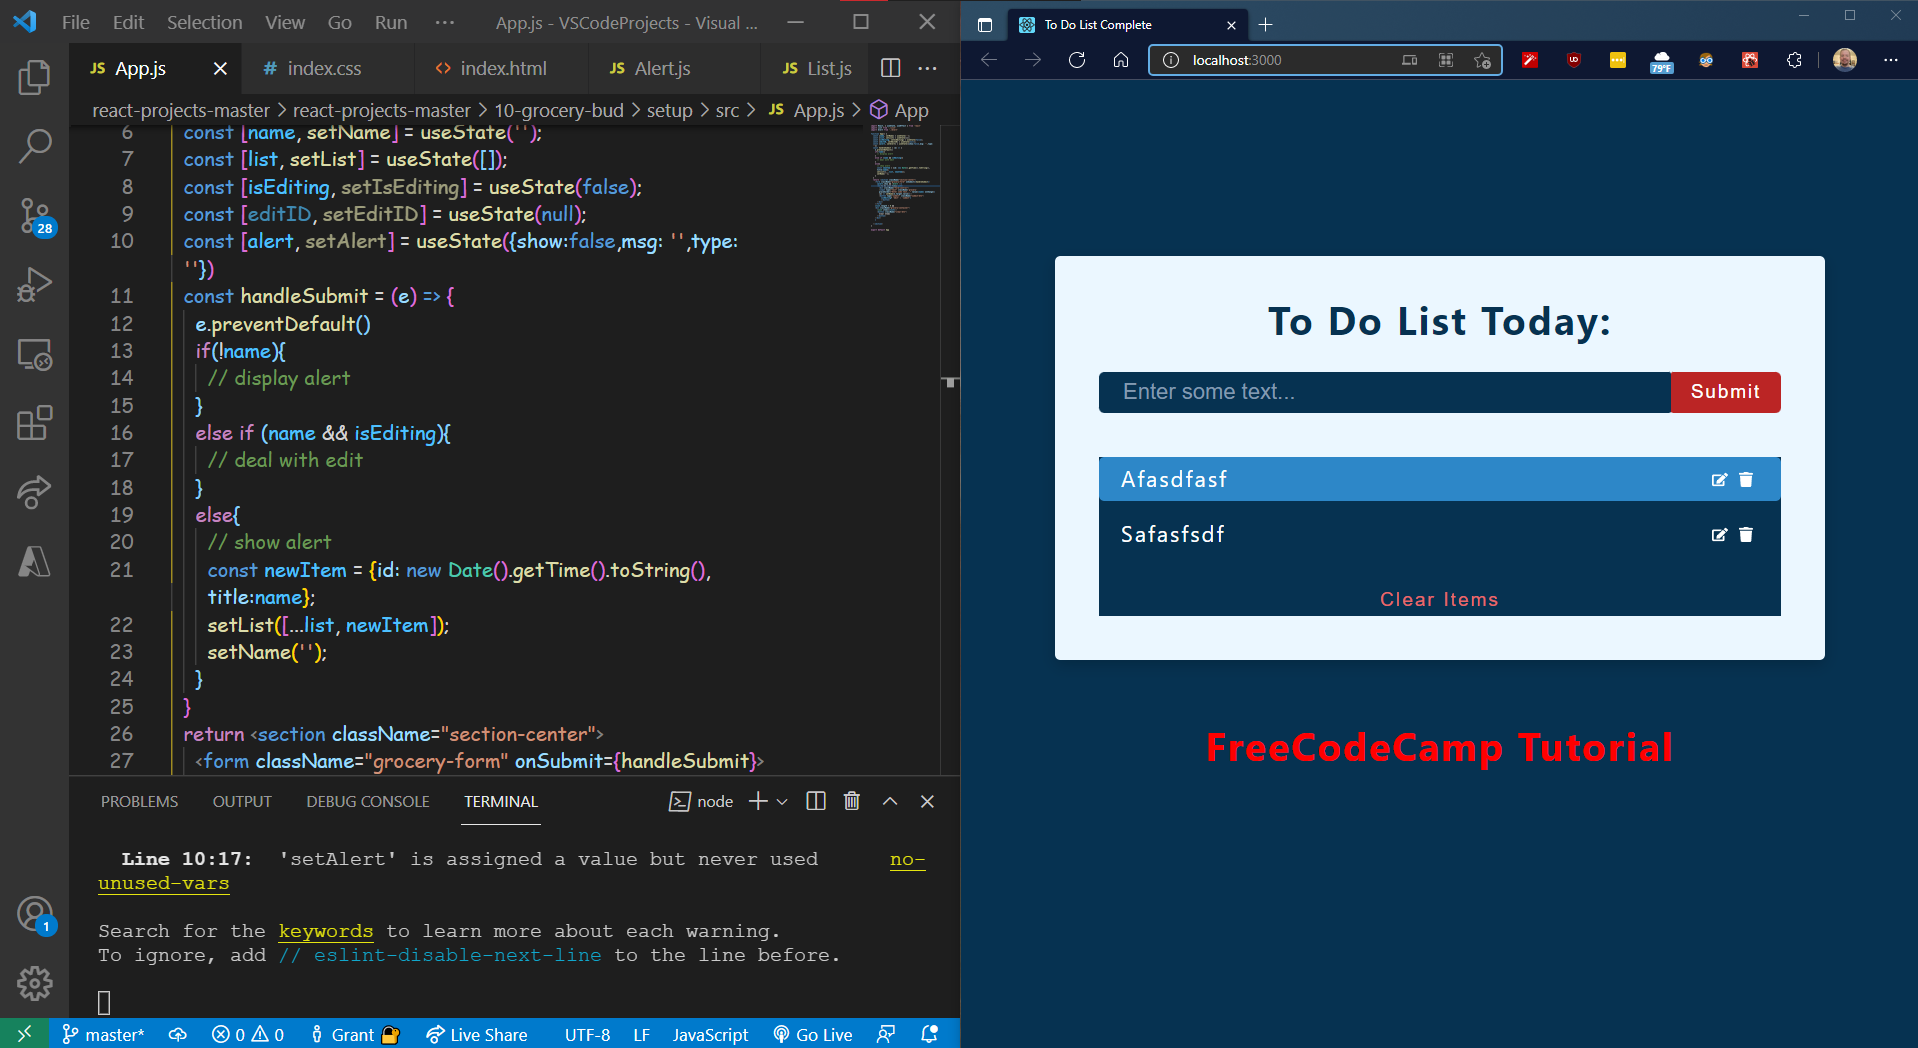 File Edit Selection View Go Run ··· App.js - VSCodeProjects - Visual ...
JS App.js # index.css <> index.html JS Alert.js JS List.js ···
react-projects-master > react-projects-master > 10-grocery-bud > setup > src > JS App.js > App
6 const [name, setName] = useState('');
7 const [list, setList] = useState([]);
8 const [isEditing, setIsEditing] = useState(false);
9 const [editID, setEditID] = useState(null);
10 const [alert, setAlert] = useState({show:false,msg: '',type:
''})
11 const handleSubmit = (e) => {
12 e.preventDefault()
13 if(!name){
14 // display alert
15 }
16 else if (name && isEditing){
17 // deal with edit
18 }
19 else{
20 // show alert
21 const newItem = {id: new Date().getTime().toString(),
title:name};
22 setList([...list, newItem]);
23 setName('');
24 }
25 }
26 return <section className="section-center">
27 <form className="grocery-form" onSubmit={handleSubmit}>
28
1
PROBLEMS OUTPUT DEBUG CONSOLE TERMINAL node
Line 10:17: 'setAlert' is assigned a value but never used no-
unused-vars
Search for the keywords to learn more about each warning.
To ignore, add // eslint-disable-next-line to the line before.
master* 0 0 Grant Live Share UTF-8 LF JavaScript Go Live
To Do List Complete
localhost:3000
79°F
To Do List Today:
Enter some text... Submit
Afasdfasf
Safasfsdf
Clear Items
FreeCodeCamp Tutorial